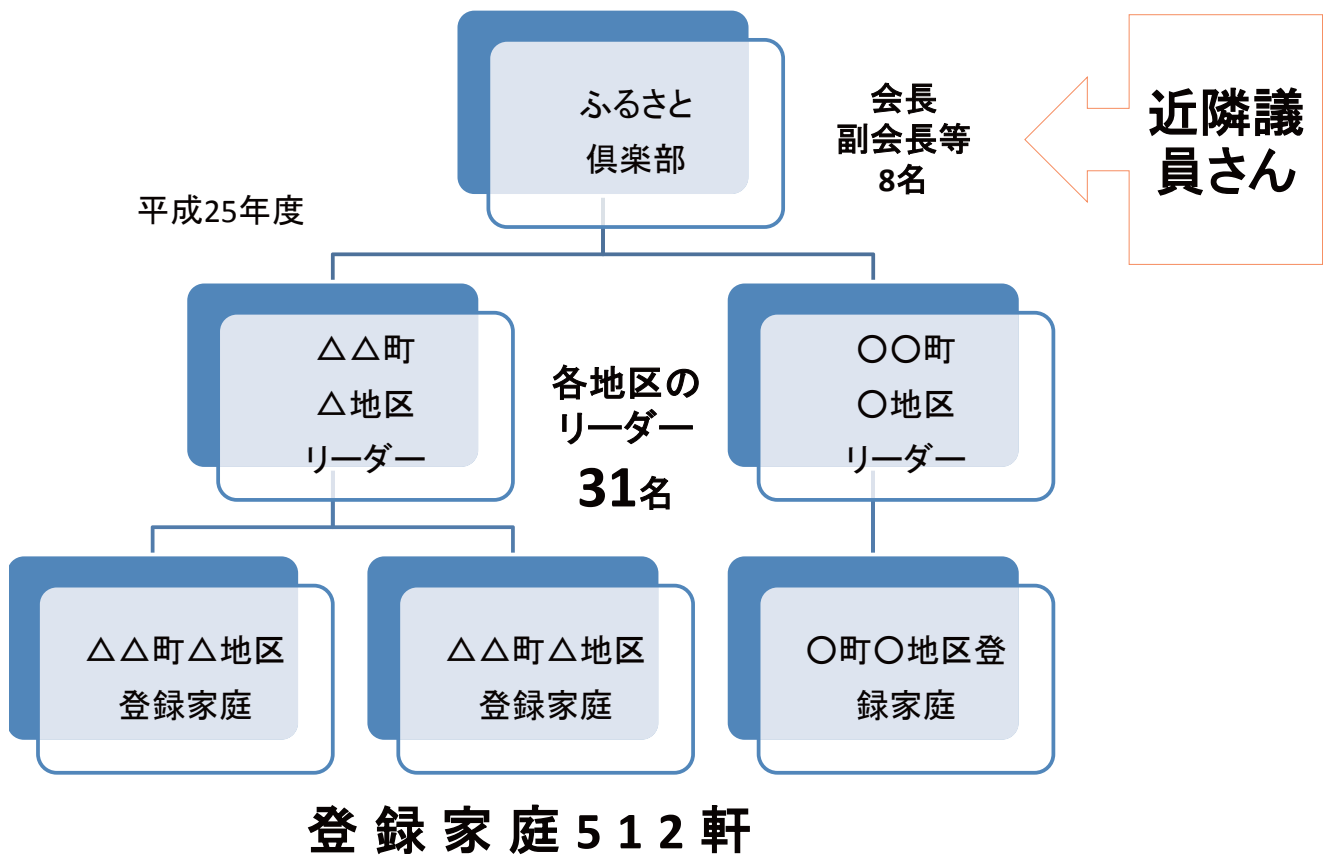 ふるさと
倶楽部
会長
副会長等
8名
近隣議
員さん
平成25年度
△△町
△地区
リーダー
各地区の
リーダー
31名
〇〇町
〇地区
リーダー
△△町△地区
登録家庭
△△町△地区
登録家庭
〇町〇地区登
録家庭
登録家庭512軒